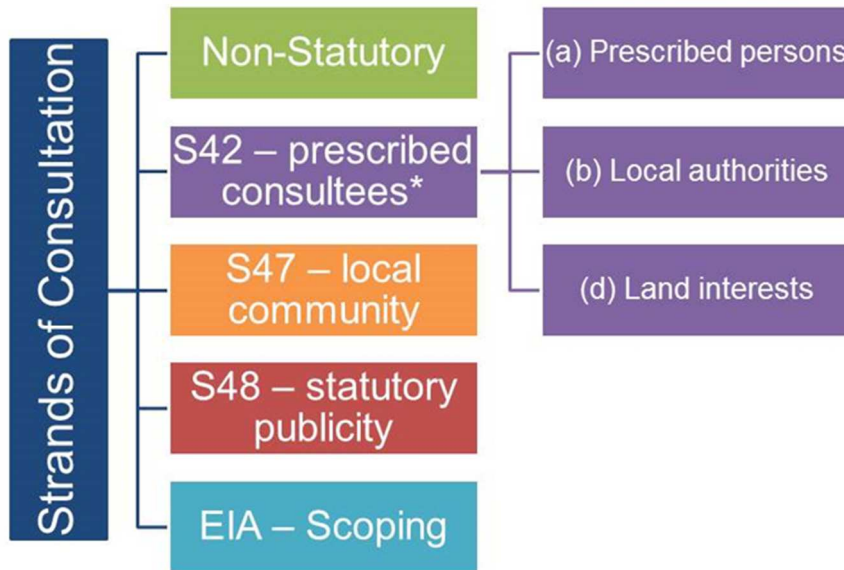 Strands of Consultation
Non-Statutory
S42 – prescribed
consultees*
S47 – local
community
S48 – statutory
publicity
EIA – Scoping
(a) Prescribed persons
(b) Local authorities
(d) Land interests